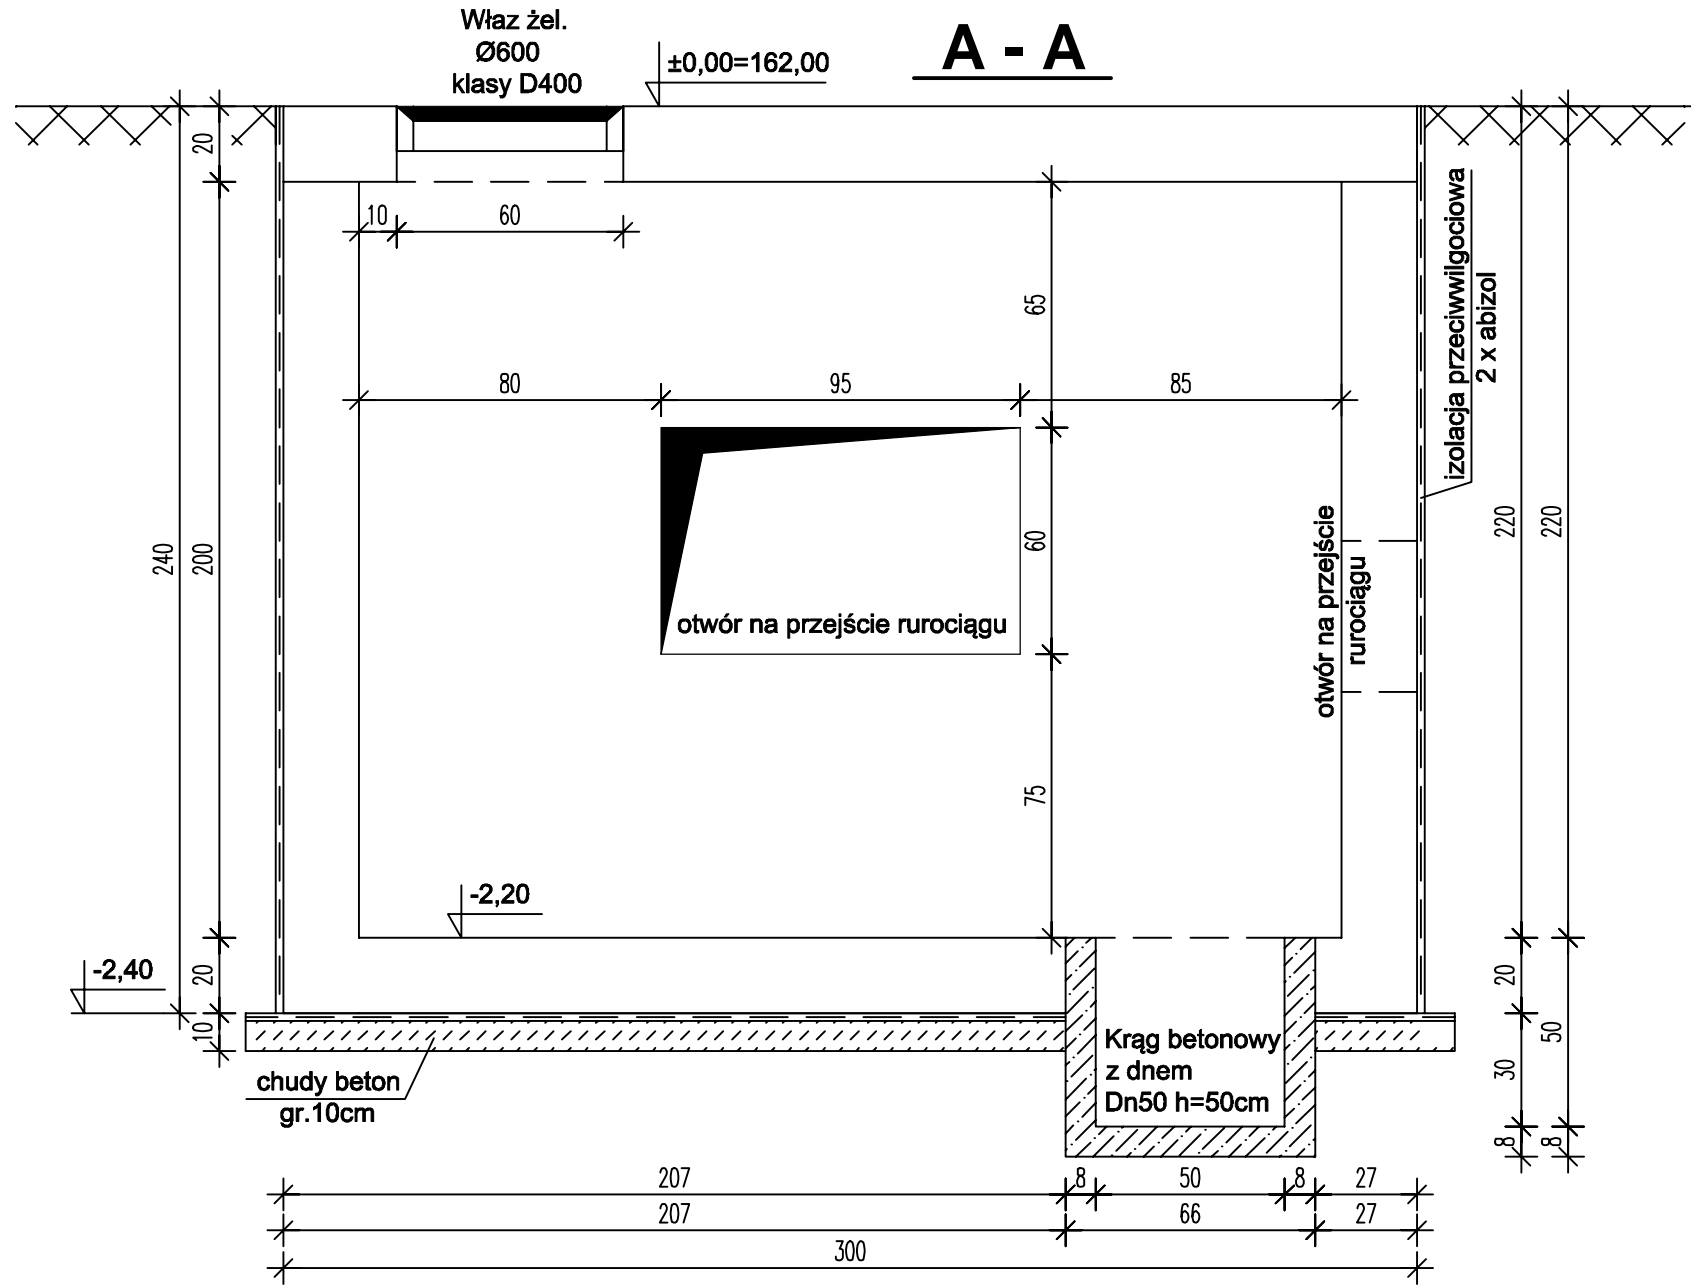 Właz żel.
Ø600
klasy D400
±0,00=162,00
A - A
20
10
60
65
izolacja przeciwwilgociowa
2 x abizol
80
95
85
240
200
60
220
220
otwór na przejście rurociągu
otwór na przejście
rurociągu
75
-2,20
-2,40
20
10
20
50
30
8
8
Krąg betonowy
z dnem
Dn50 h=50cm
chudy beton
gr.10cm
207
8
50
8
27
207
66
27
300